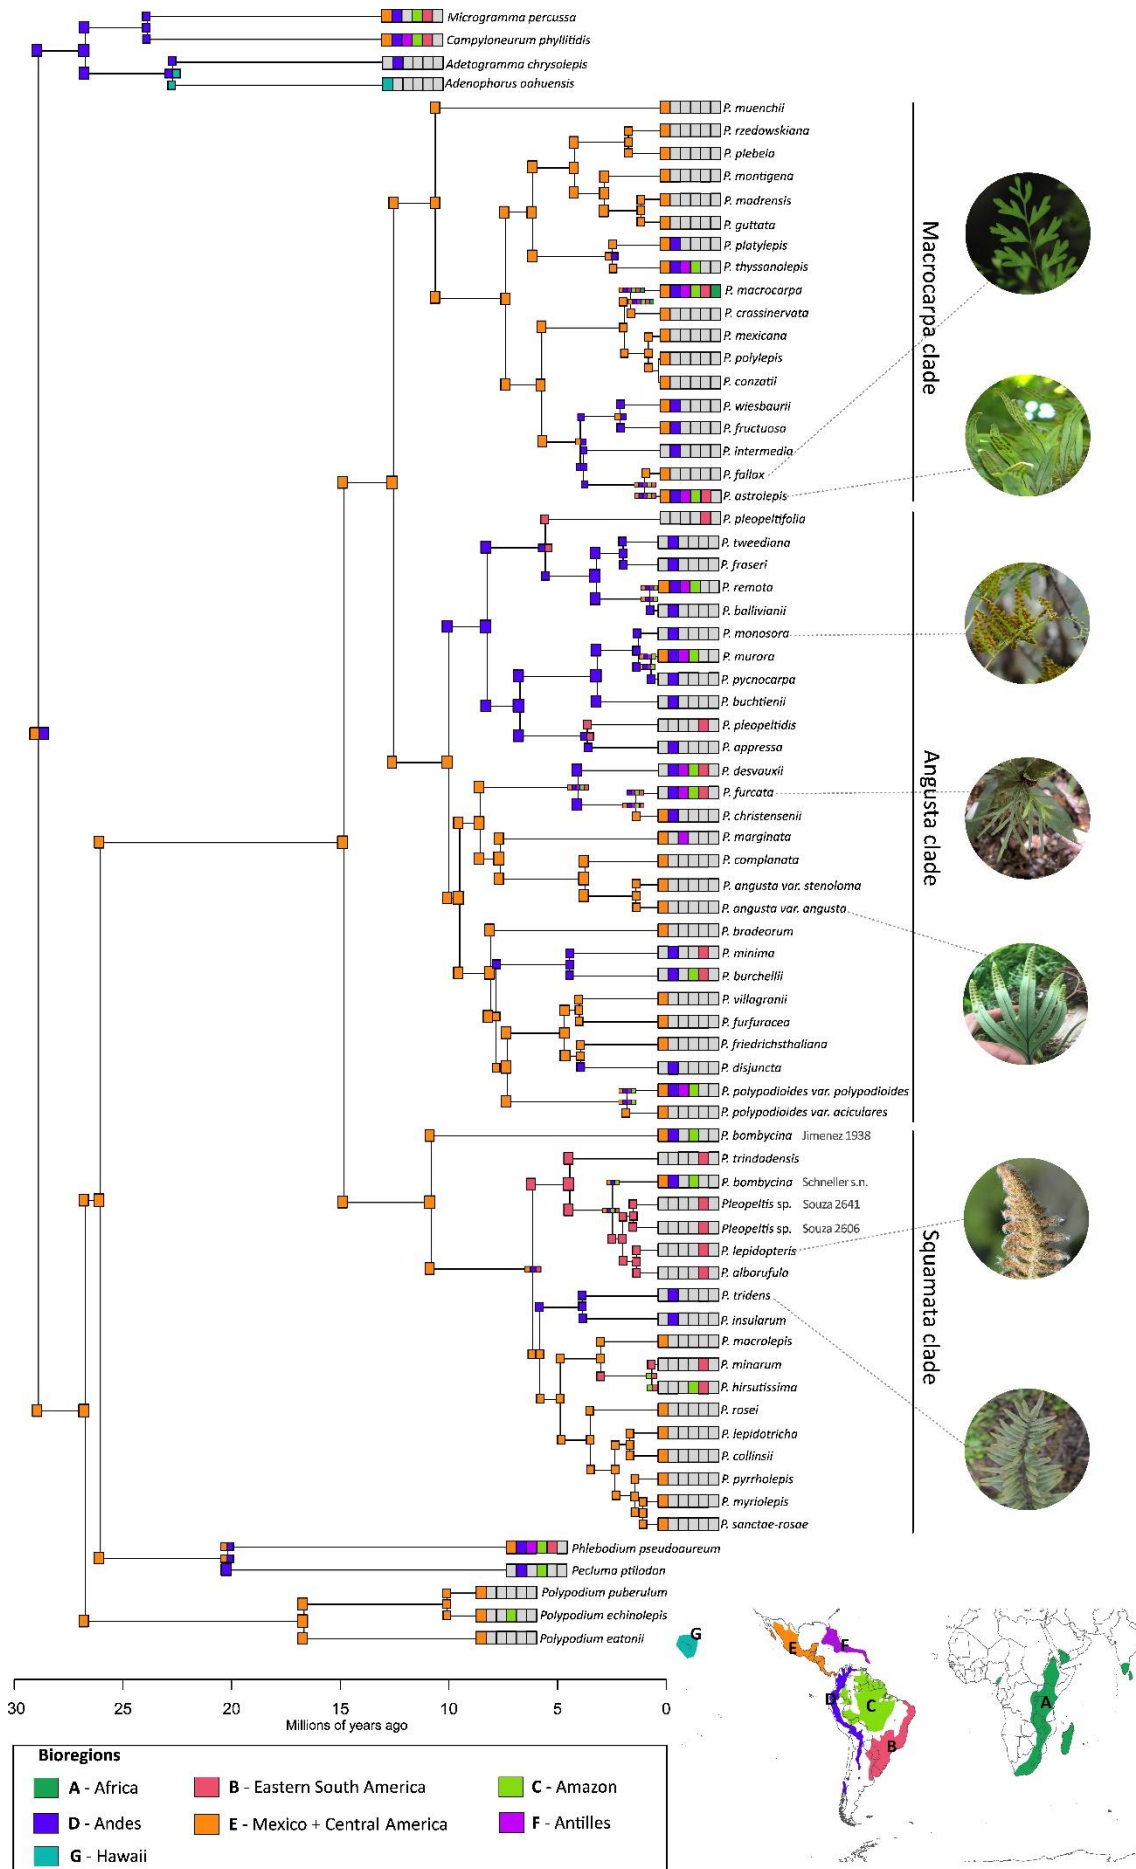 Microgramma percussa
Campyloneurum phyllitidis
Adetogramma chrysolepis
Adenophorus oahuensis
P. muenchii
P. rzedowskiana
P. plebeia
P. montigena
P. madrensis
P. guttata
P. platylepis
P. thyssanolepis
P. macrocarpa
P. crassinervata
P. mexicana
P. polylepis
P. conzatii
P. wiesbaurii
P. fructuosa
P. intermedia
P. fallax
P. astrolepis
Macrocarpa clade
P. pleopeltifolia
P. tweediana
P. fraseri
P. remota
P. ballivianii
P. monosora
P. murora
P. pycnocarpa
P. buchtienii
P. pleopeltidis
P. appressa
P. desvauxii
P. furcata
P. christensenii
P. marginata
P. complanata
P. angusta var. stenoloma
P. angusta var. angusta
P. bradeorum
P. minima
P. burchellii
P. villagranii
P. furfuracea
P. friedrichsthaliana
P. disjuncta
P. polypodioides var. polypodioides
P. polypodioides var. aciculares
Angusta clade
P. bombycina Jimenez 1938
P. trindadensis
P. bombycina Schneller s.n.
Pleopeltis sp. Souza 2641
Pleopeltis sp. Souza 2606
P. lepidopteris
P. alborufula
P. tridens
P. insularum
P. macrolepis
P. minarum
P. hirsutissima
P. rosei
P. lepidotricha
P. collinsii
P. pyrrholepis
P. myriolepis
P. sanctae-rosae
Squamata clade
Phlebodium pseudoaureum
Pecluma ptilodon
Polypodium puberulum
Polypodium echinolepis
Polypodium eatonii
30 25 20 15 10 5 0
Millions of years ago
G
E
F
D
C
B
A
Bioregions
A - Africa
B - Eastern South America
C - Amazon
D - Andes
E - Mexico + Central America
F - Antilles
G - Hawaii